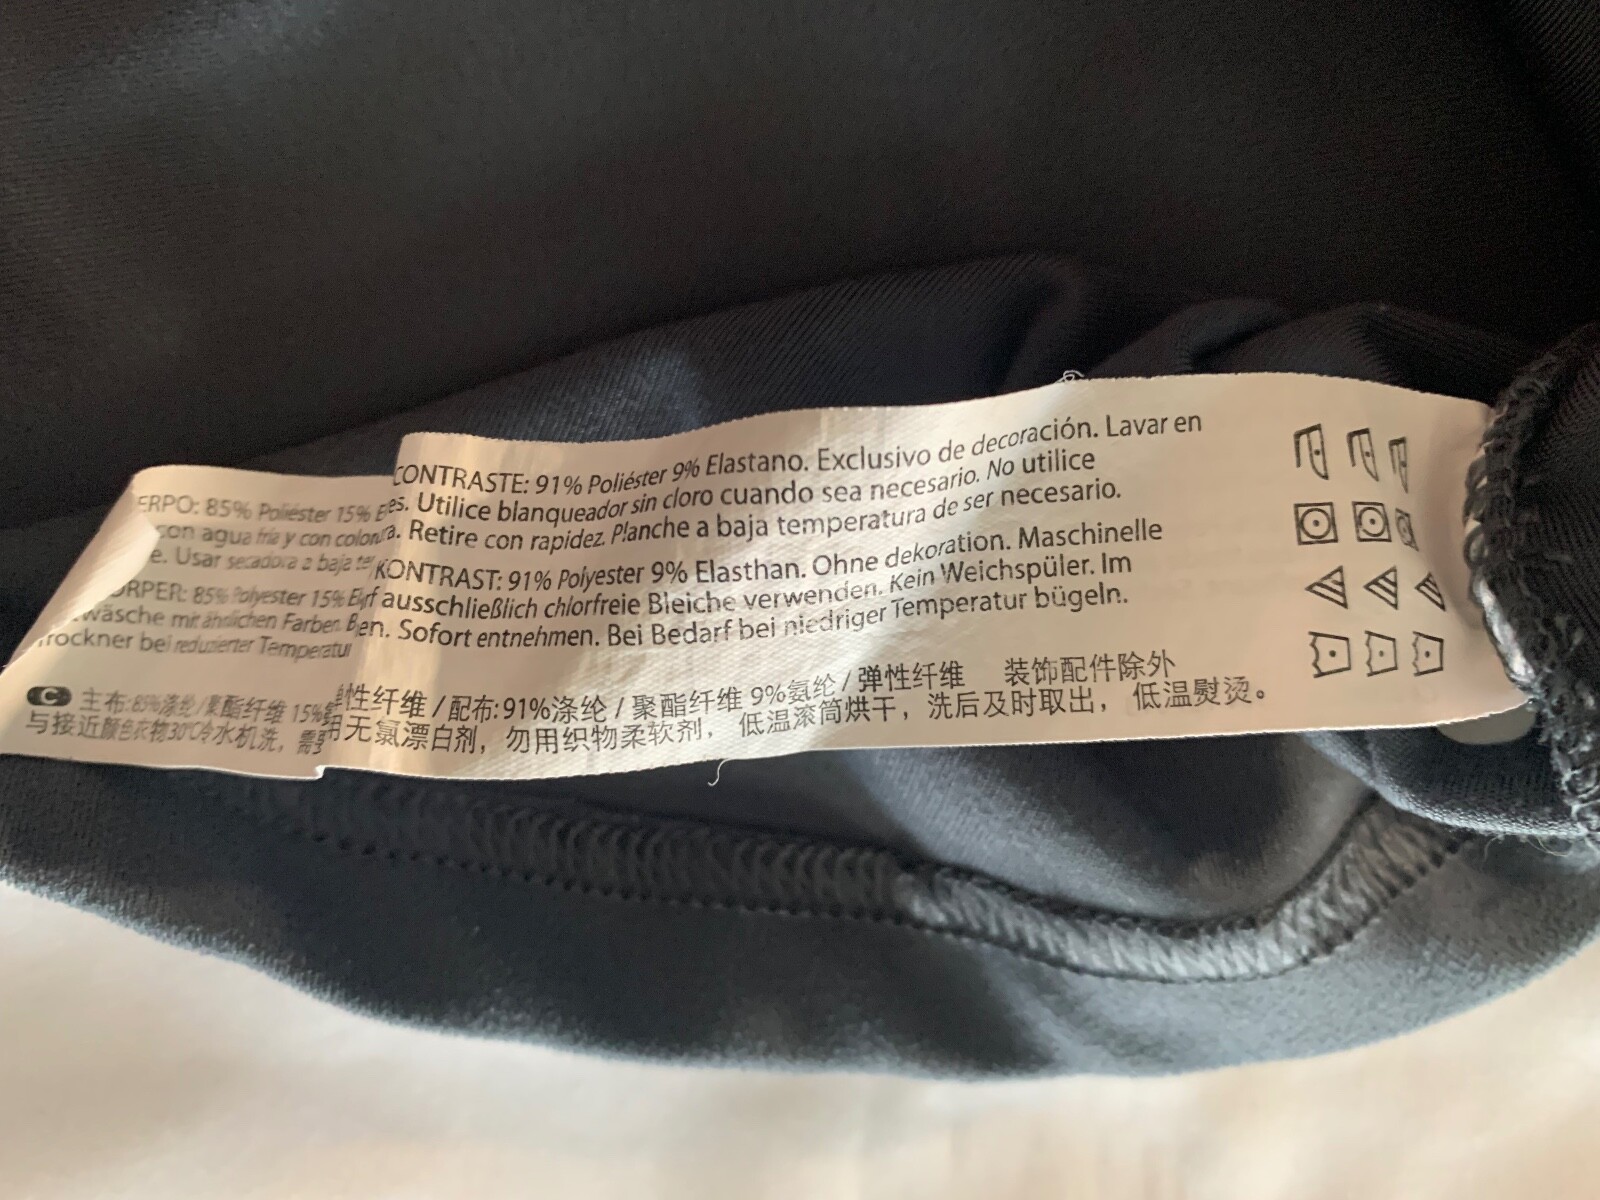 CONTRASTE: 91% Poliéster 9% Elastano. Exclusivo de decoración. Lavar en
ERPO: 85% Poliéster 15% E es. Utilice blanqueador sin cloro cuando sea necesario. No utilice
con agua fría y con color a. Retire con rapidez. Planche a baja temperatura de ser necesario.
e. Usar secadora a baja te
KONTRAST: 91% Polyester 9% Elasthan. Ohne dekoration. Maschinelle
ÖRPER: 85% Polyester 15% E rf ausschließlich chlorfreie Bleiche verwenden. Kein Weichspüler. Im
wäsche mit ähnlichen Farben. B en. Sofort entnehmen. Bei Bedarf bei niedriger Temperatur bügeln.
Trockner bei reduzierter Temperatur
C 主布:85%涤纶/聚酯纤维 15% 性纤维/配布:91%涤纶/聚酯纤维 9%氨纶/弹性纤维 装饰配件除外
与接近颜色衣物30℃冷水机洗,需 用无氯漂白剂,勿用织物柔软剂,低温滚筒烘干,洗后及时取出,低温熨烫。